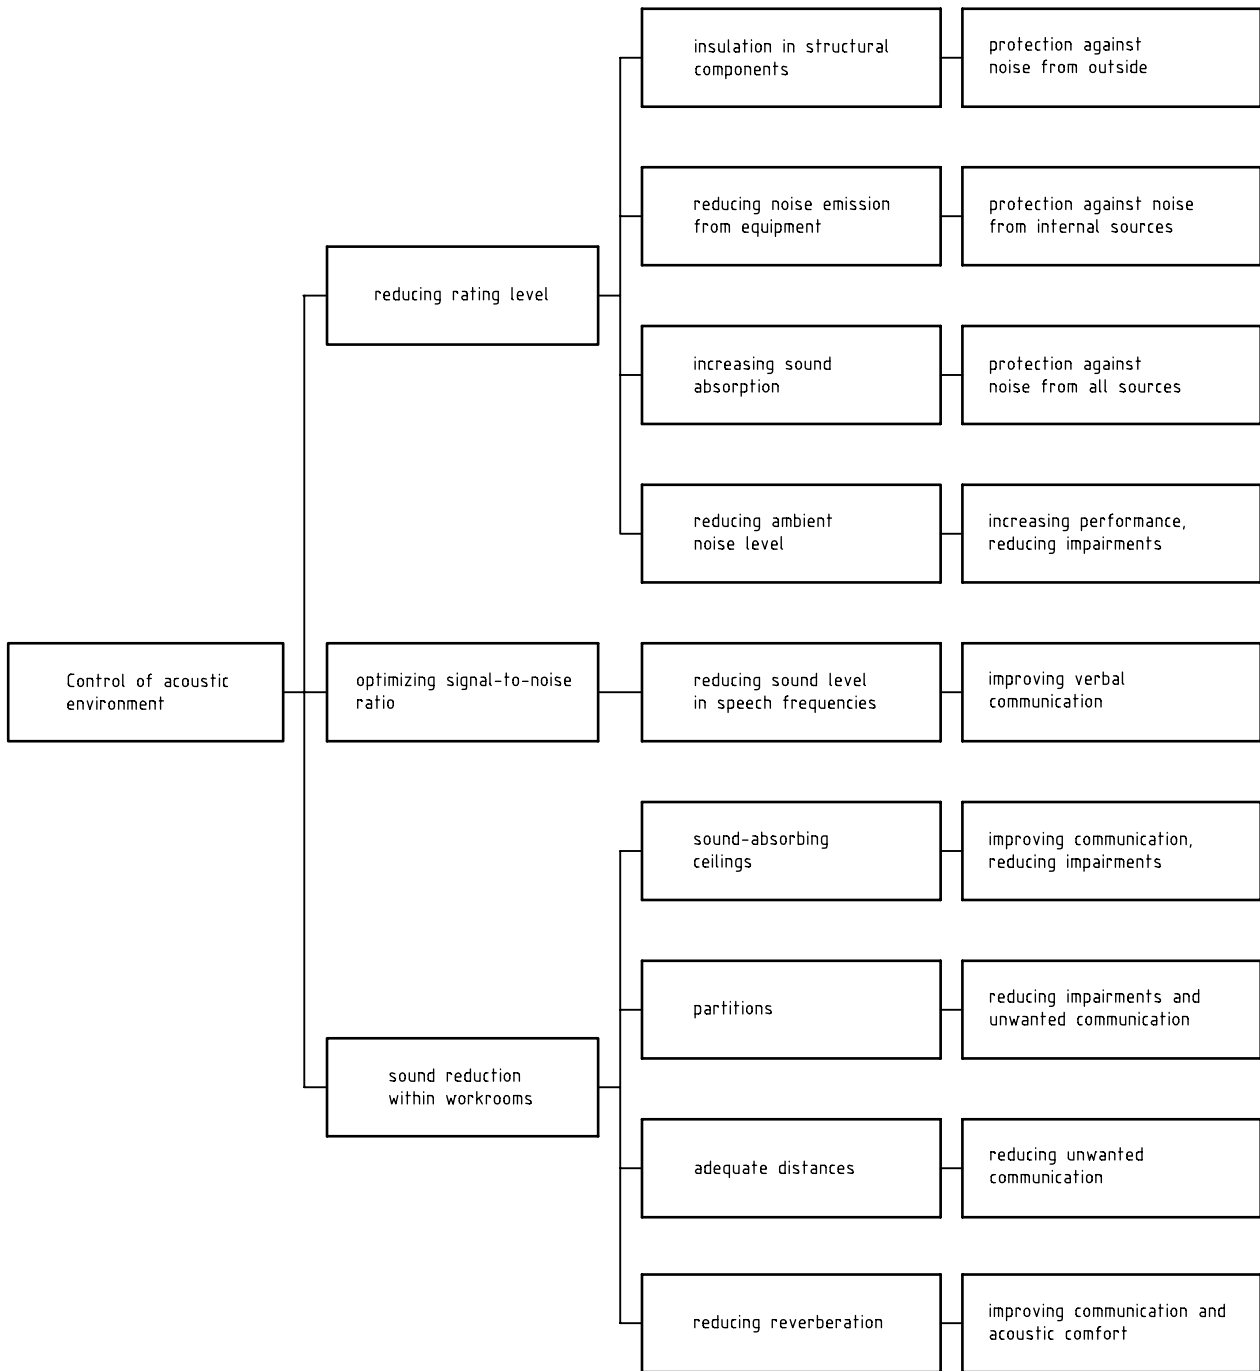 insulation in structural
components
protection against
noise from outside
reducing noise emission
from equipment
protection against noise
from internal sources
reducing rating level
increasing sound
absorption
protection against
noise from all sources
reducing ambient
noise level
increasing performance,
reducing impairments
Control of acoustic
environment
optimizing signal-to-noise
ratio
reducing sound level
in speech frequencies
improving verbal
communication
sound-absorbing
ceilings
improving communication,
reducing impairments
partitions
reducing impairments and
unwanted communication
sound reduction
within workrooms
adequate distances
reducing unwanted
communication
reducing reverberation
improving communication and
acoustic comfort